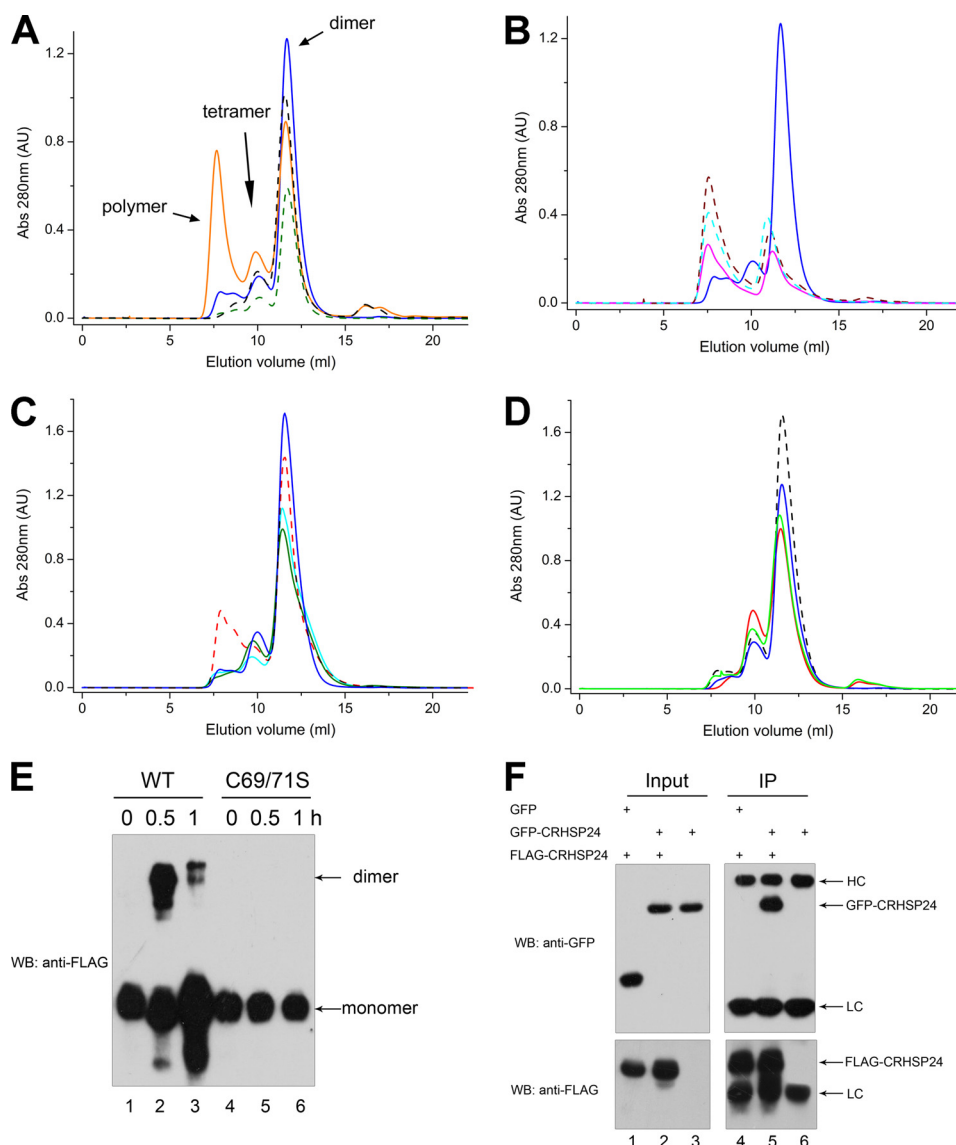 A
dimer
tetramer
polymer
Abs 280nm (AU)
1.2
0.8
0.4
0.0
0 5 10 15 20
Elution volume (ml)
B
Abs 280nm (AU)
1.2
0.8
0.4
0.0
0 5 10 15 20
Elution volume (ml)
C
Abs 280nm (AU)
1.6
1.2
0.8
0.4
0.0
0 5 10 15 20
Elution volume (ml)
D
Abs 280nm (AU)
1.6
1.2
0.8
0.4
0.0
0 5 10 15 20
Elution volume (ml)
E
WT C69/71S
0 0.5 1 0 0.5 1 h
dimer
WB: anti-FLAG
monomer
1 2 3 4 5 6
F
Input IP
GFP + +
GFP-CRHSP24 + + + +
FLAG-CRHSP24 + + + +
HC
GFP-CRHSP24
WB: anti-GFP
LC
FLAG-CRHSP24
WB: anti-FLAG
LC
1 2 3 4 5 6